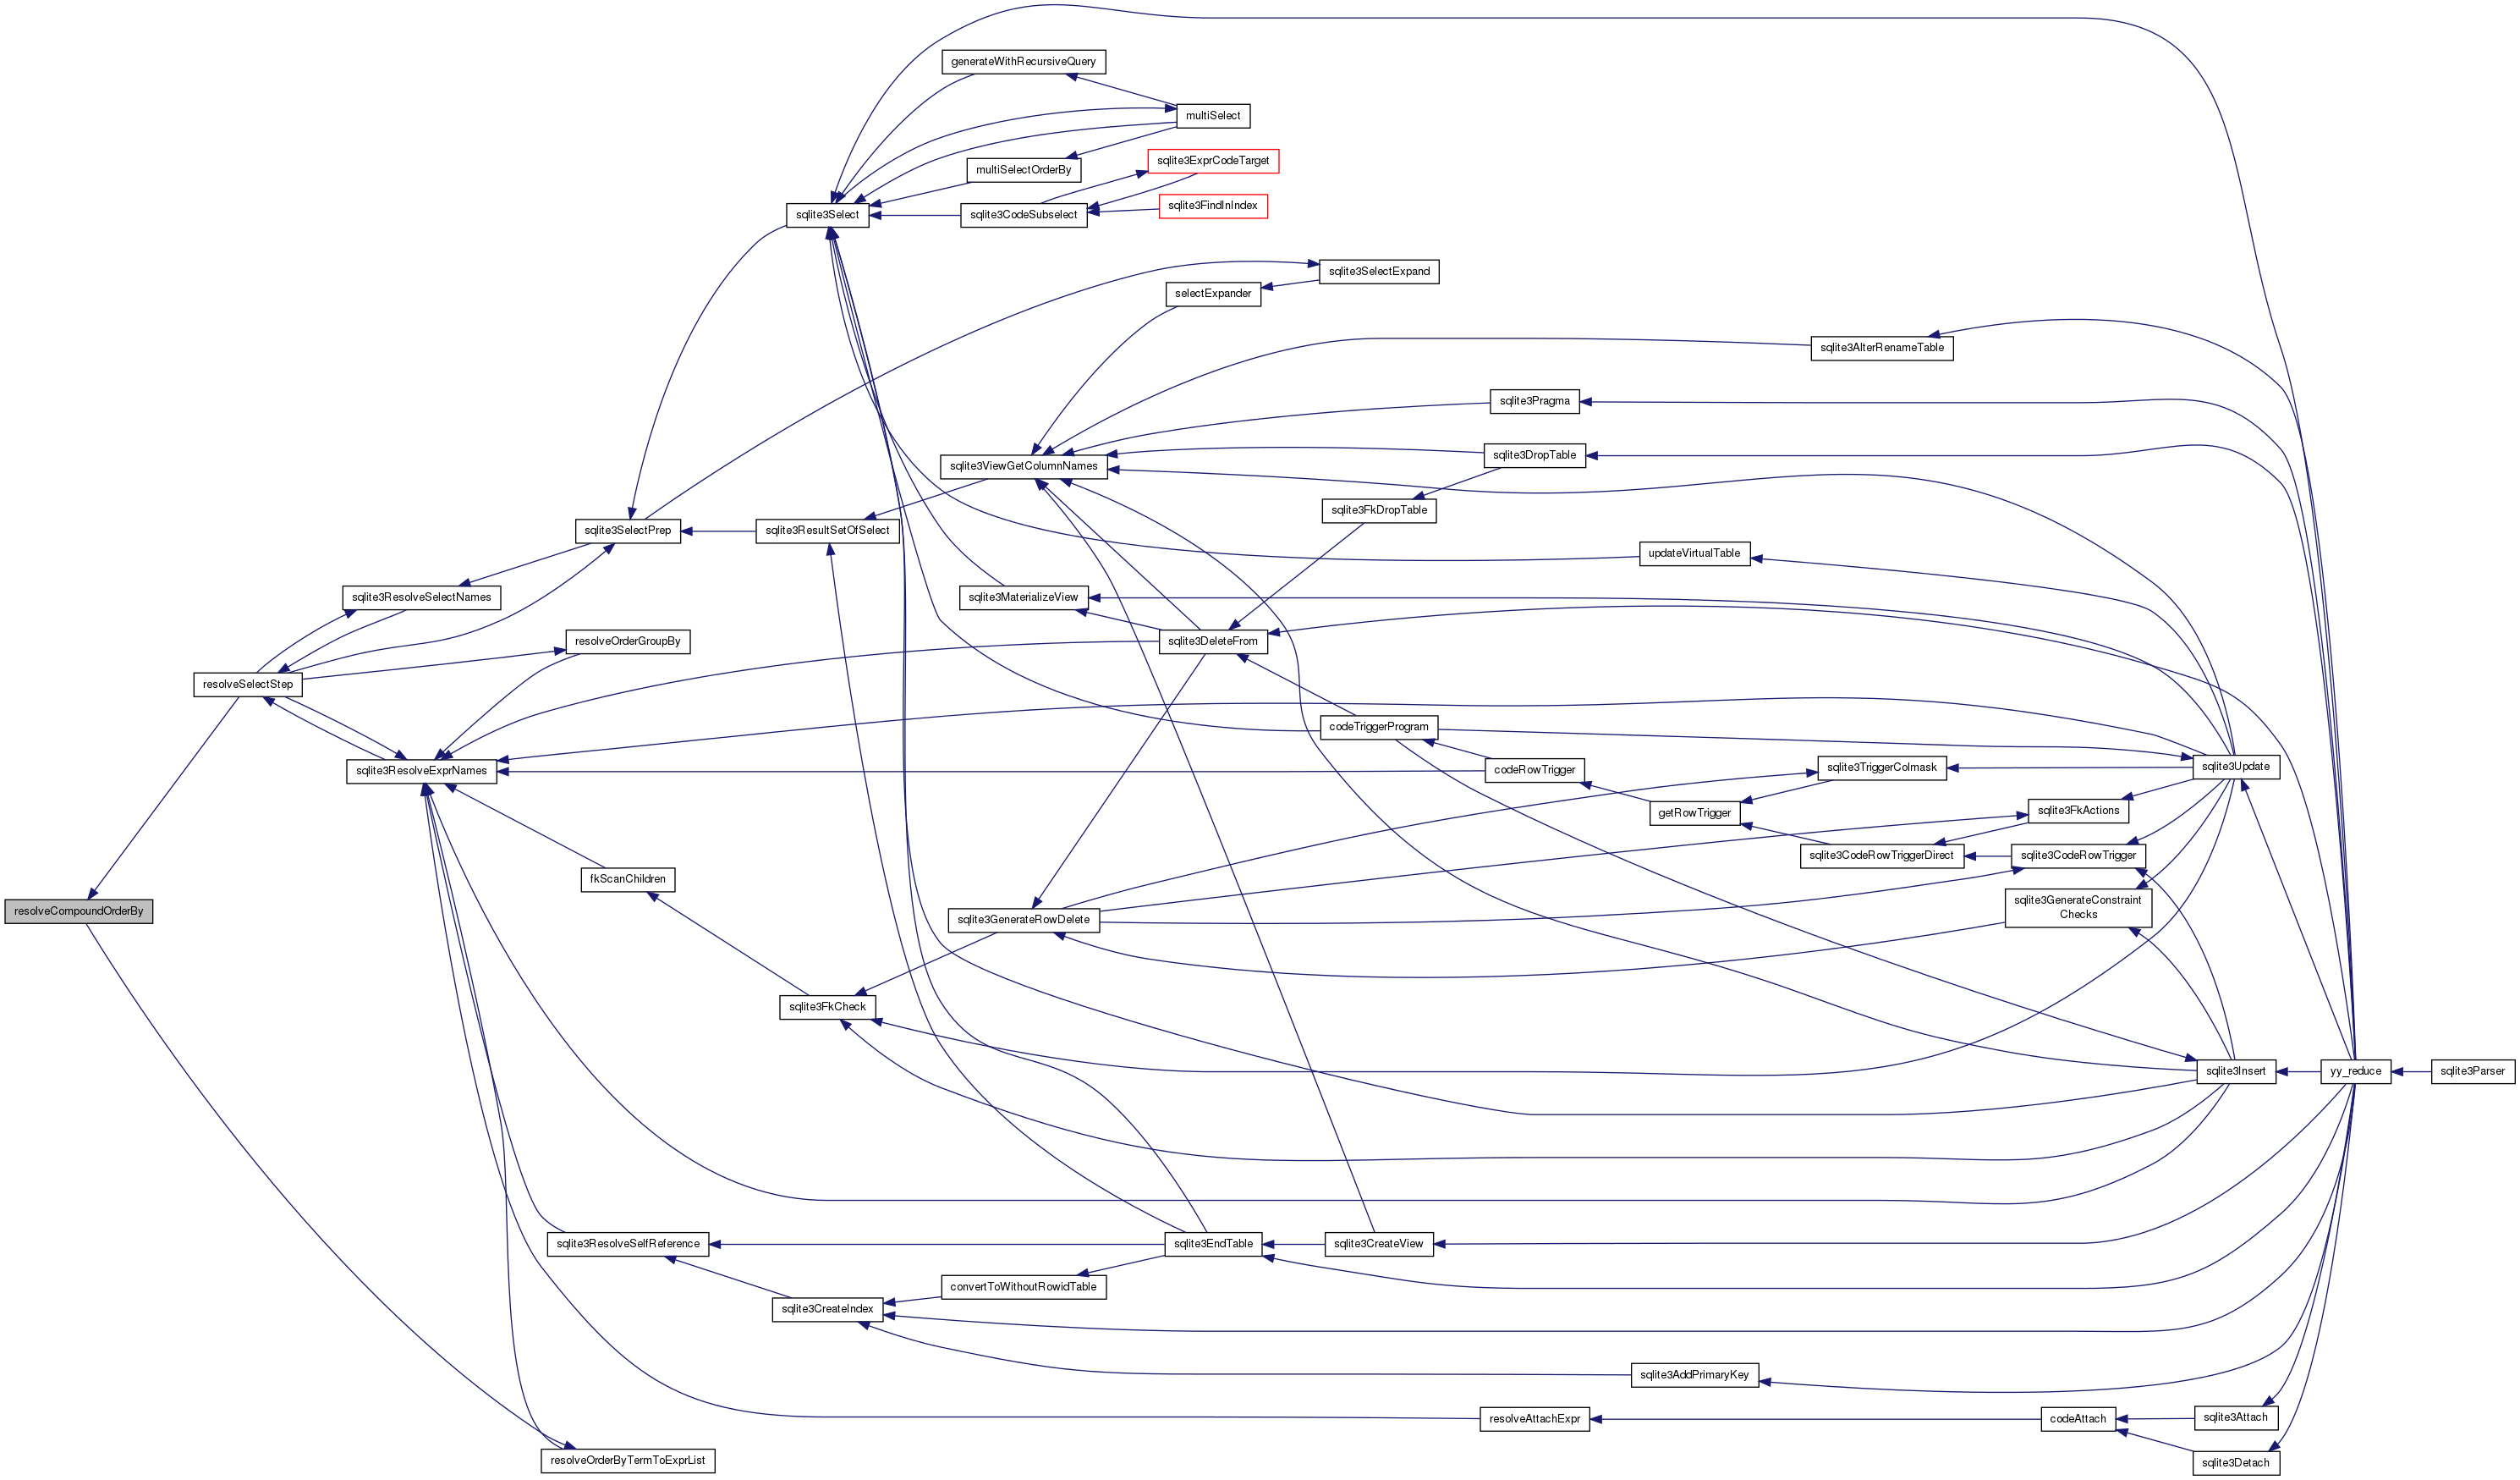 generateWithRecursiveQuery
multiSelect
sqlite3ExprCodeTarget
multiSelectOrderBy
sqlite3FindInIndex
sqlite3Select
sqlite3CodeSubselect
sqlite3SelectExpand
selectExpander
sqlite3AlterRenameTable
sqlite3Pragma
sqlite3DropTable
sqlite3ViewGetColumnNames
sqlite3FkDropTable
sqlite3SelectPrep
sqlite3ResultSetOfSelect
updateVirtualTable
sqlite3ResolveSelectNames
sqlite3MaterializeView
resolveOrderGroupBy
sqlite3DeleteFrom
resolveSelectStep
codeTriggerProgram
sqlite3ResolveExprNames
codeRowTrigger
sqlite3TriggerColmask
sqlite3Update
getRowTrigger
sqlite3FkActions
sqlite3CodeRowTriggerDirect
sqlite3CodeRowTrigger
fkScanChildren
resolveCompoundOrderBy
sqlite3GenerateRowDelete
sqlite3GenerateConstraint
Checks
sqlite3FkCheck
sqlite3Insert
yy_reduce
sqlite3Parser
sqlite3ResolveSelfReference
sqlite3EndTable
sqlite3CreateView
convertToWithoutRowidTable
sqlite3CreateIndex
sqlite3AddPrimaryKey
resolveAttachExpr
codeAttach
sqlite3Attach
resolveOrderByTermToExprList
sqlite3Detach